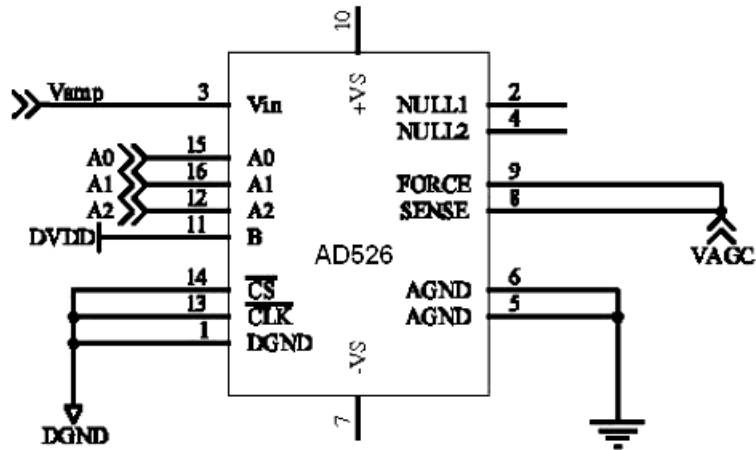 10
+VS
Vamp 3 Vin NULL1 2
NULL2 4
A0 15 A0
A1 16 A1 FORCE 9
A2 12 A2 SENSE 8
DVDD 11 B
AD526
VAGC
14 CS AGND 6
13 CLK AGND 5
1 DGND
-VS
7
DGND